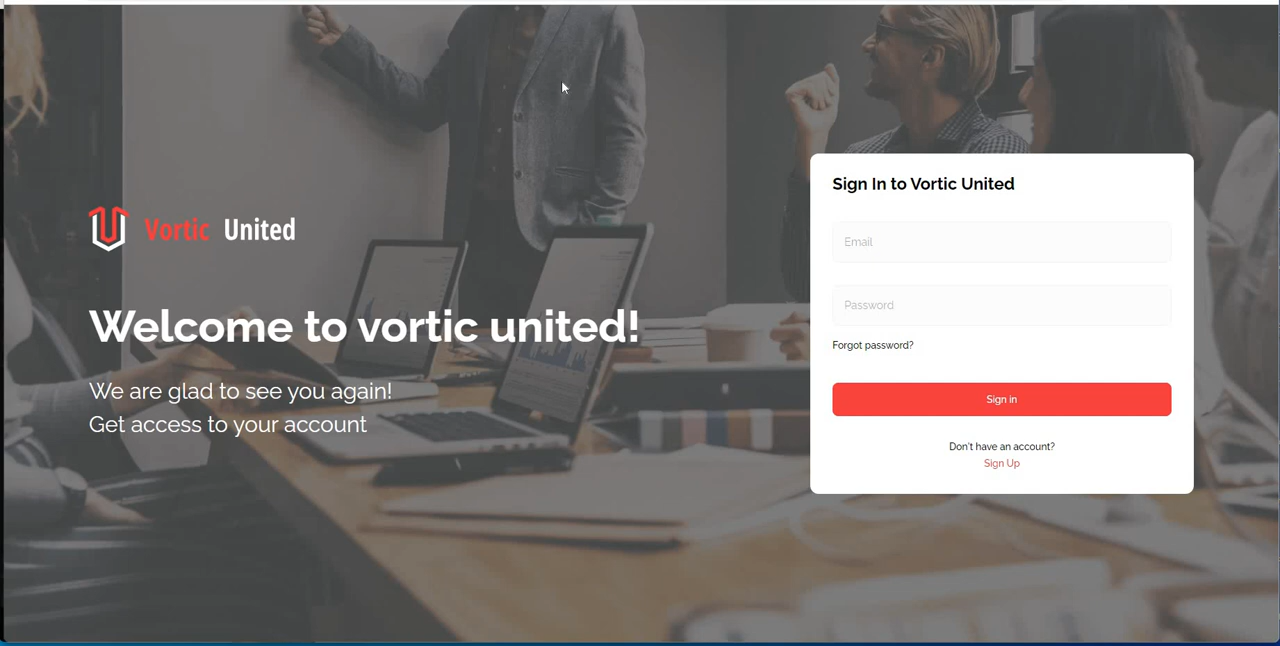 Vortic United
Welcome to vortic united!
We are glad to see you again!
Get access to your account
Sign In to Vortic United
Email
Password
Forgot password?
Sign in
Don't have an account?
Sign Up